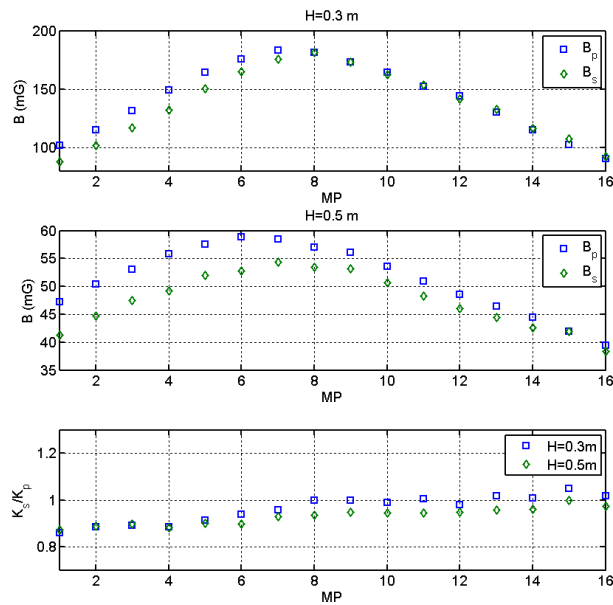 H=0.3 m
200
150
100
B (mG)
B_p
B_s
2 4 6 8 10 12 14 16
MP
H=0.5 m
60
55
50
45
40
35
B (mG)
B_p
B_s
2 4 6 8 10 12 14 16
MP
1.2
1
0.8
K_s/K_p
H=0.3m
H=0.5m
2 4 6 8 10 12 14 16
MP